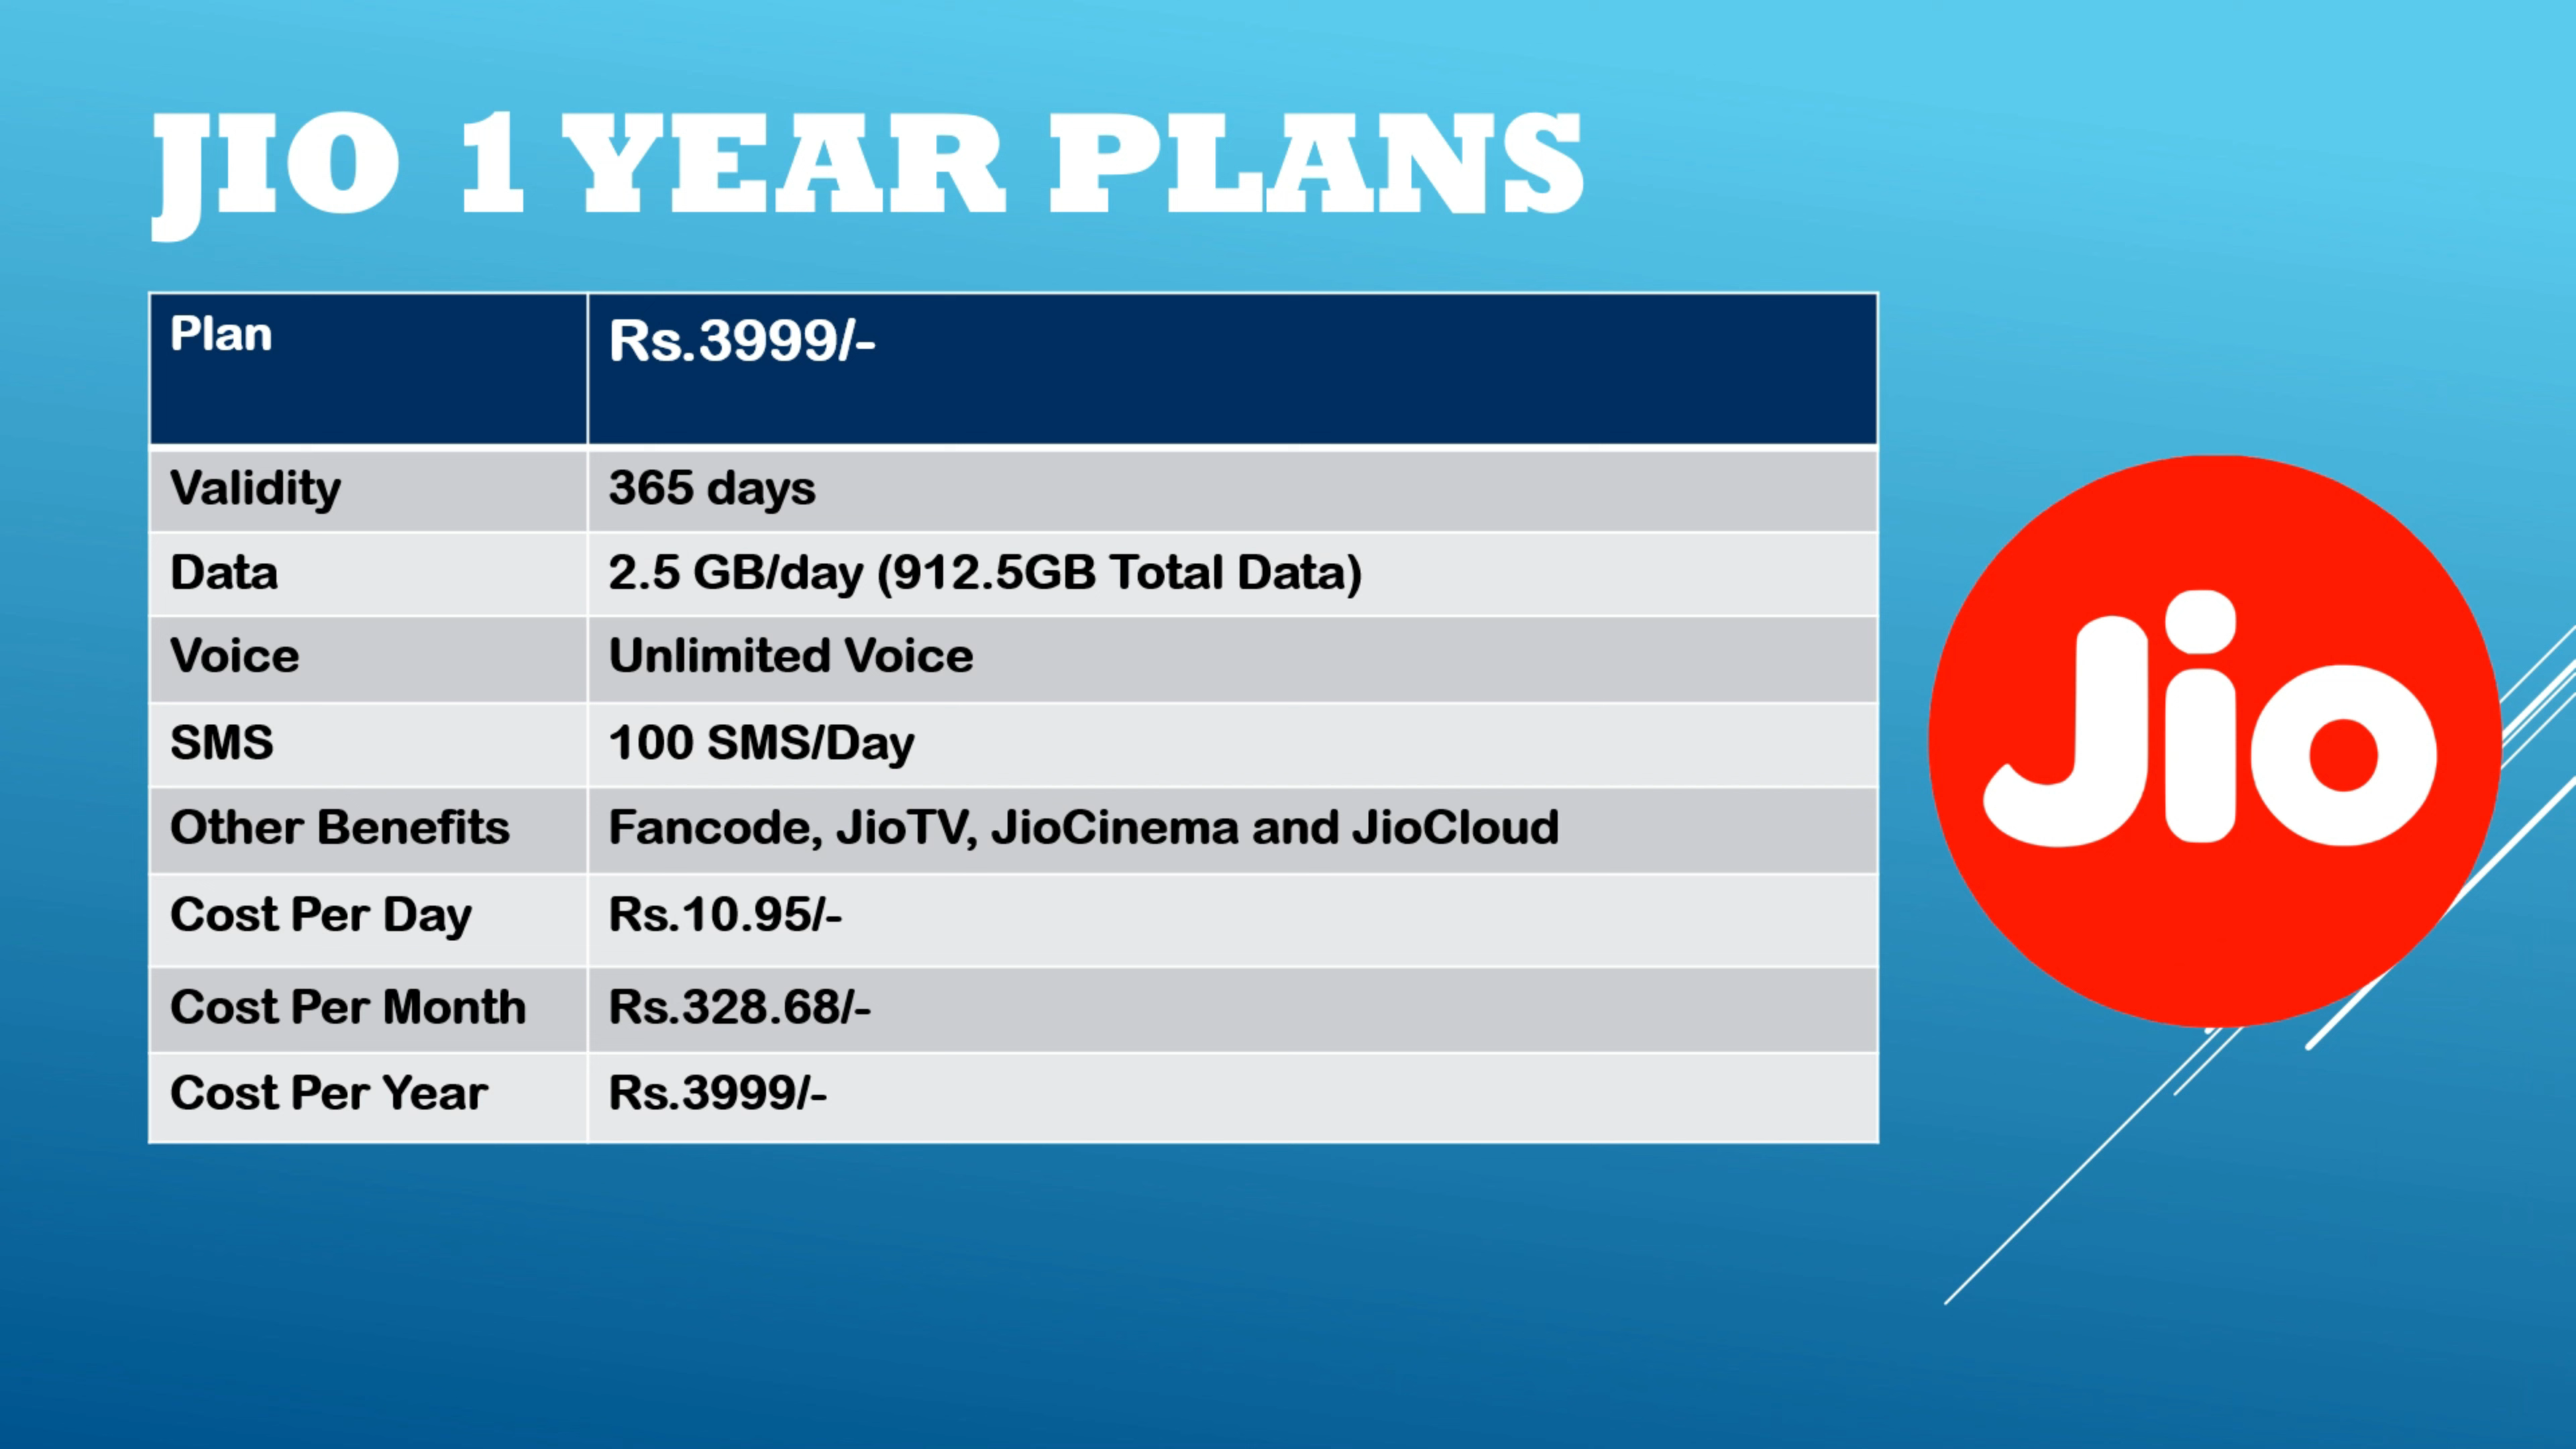 JIO 1 YEAR PLANS
Plan Rs.3999/-
Validity 365 days
Data 2.5 GB/day (912.5GB Total Data)
Voice Unlimited Voice
SMS 100 SMS/Day
Other Benefits Fancode, JioTV, JioCinema and JioCloud
Cost Per Day Rs.10.95/-
Cost Per Month Rs.328.68/-
Cost Per Year Rs.3999/-
Jio